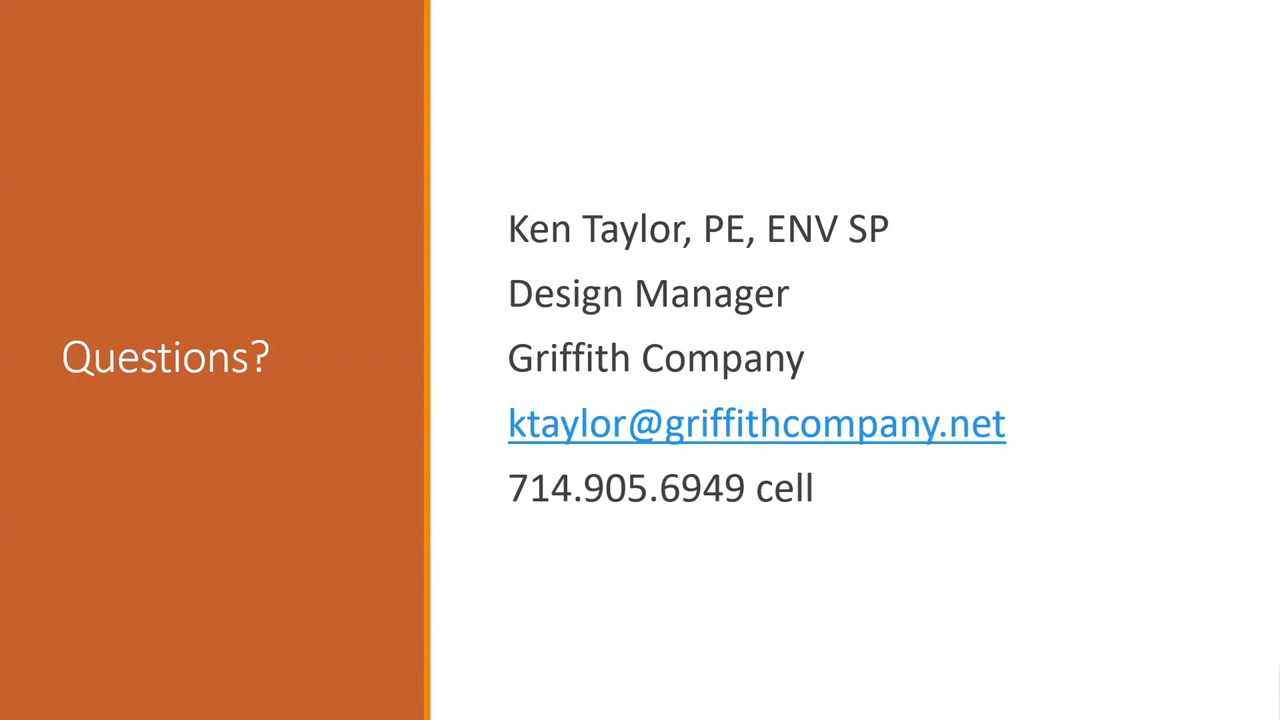 Questions?
Ken Taylor, PE, ENV SP
Design Manager
Griffith Company
ktaylor@griffithcompany.net
714.905.6949 cell